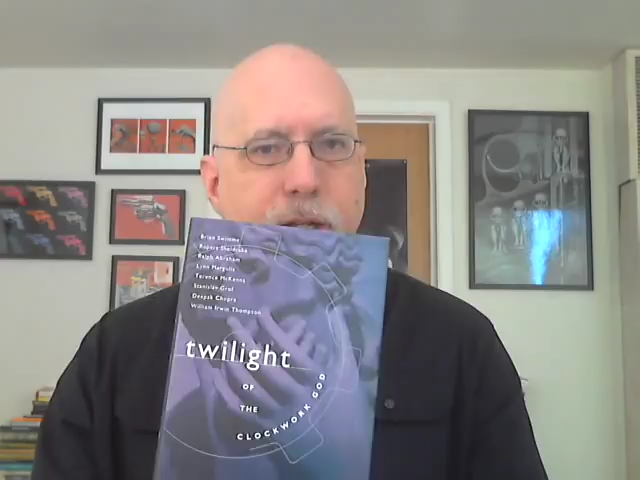 Brian Swimme
Rupert Sheldrake
Ralph Abraham
Lynn Margulis
Terence McKenna
Stanislav Grof
Deepak Chopra
William Irwin Thompson
twilight
OF
THE
CLOCKWORK GOD